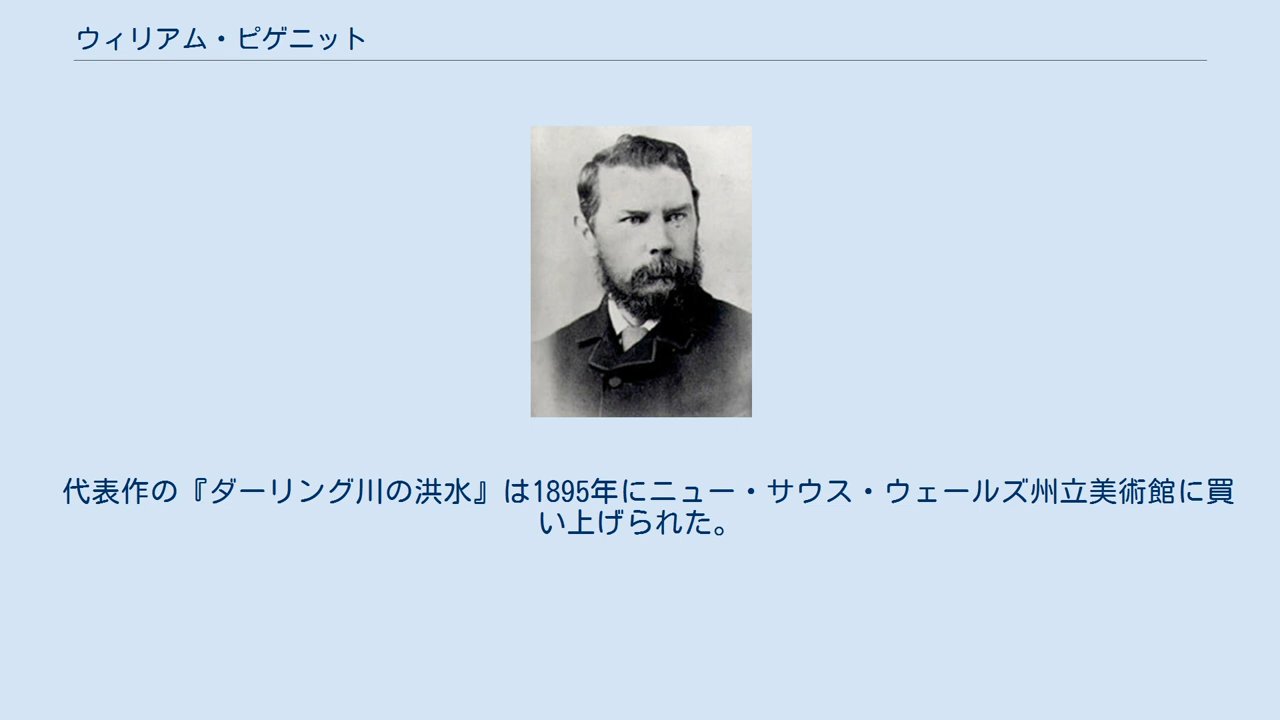 ウィリアム・ピゲニット
代表作の『ダーリング川の洪水』は1895年にニュー・サウス・ウェールズ州立美術館に買
い上げられた。